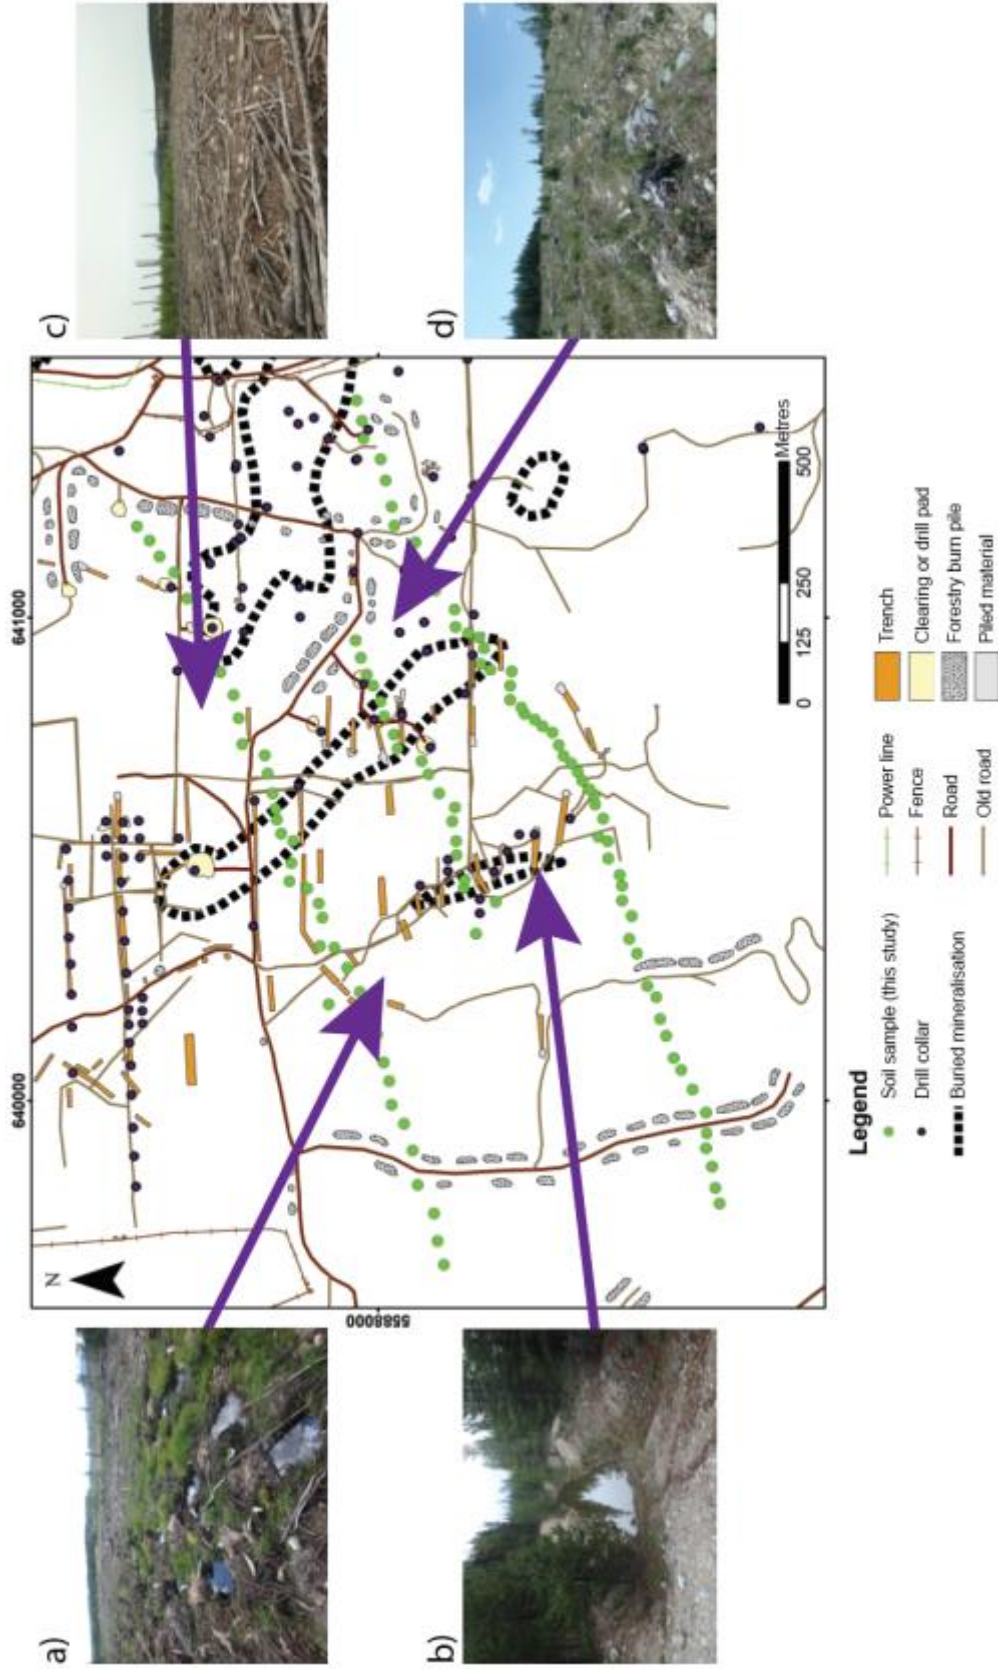 a)
b)
c)
d)
N
640000
641000
5588000
0 125 250 500
Metres
Legend
Soil sample (this study)
Drill collar
Buried mineralisation
Power line
Fence
Road
Old road
Trench
Clearing or drill pad
Forestry burn pile
Piled material